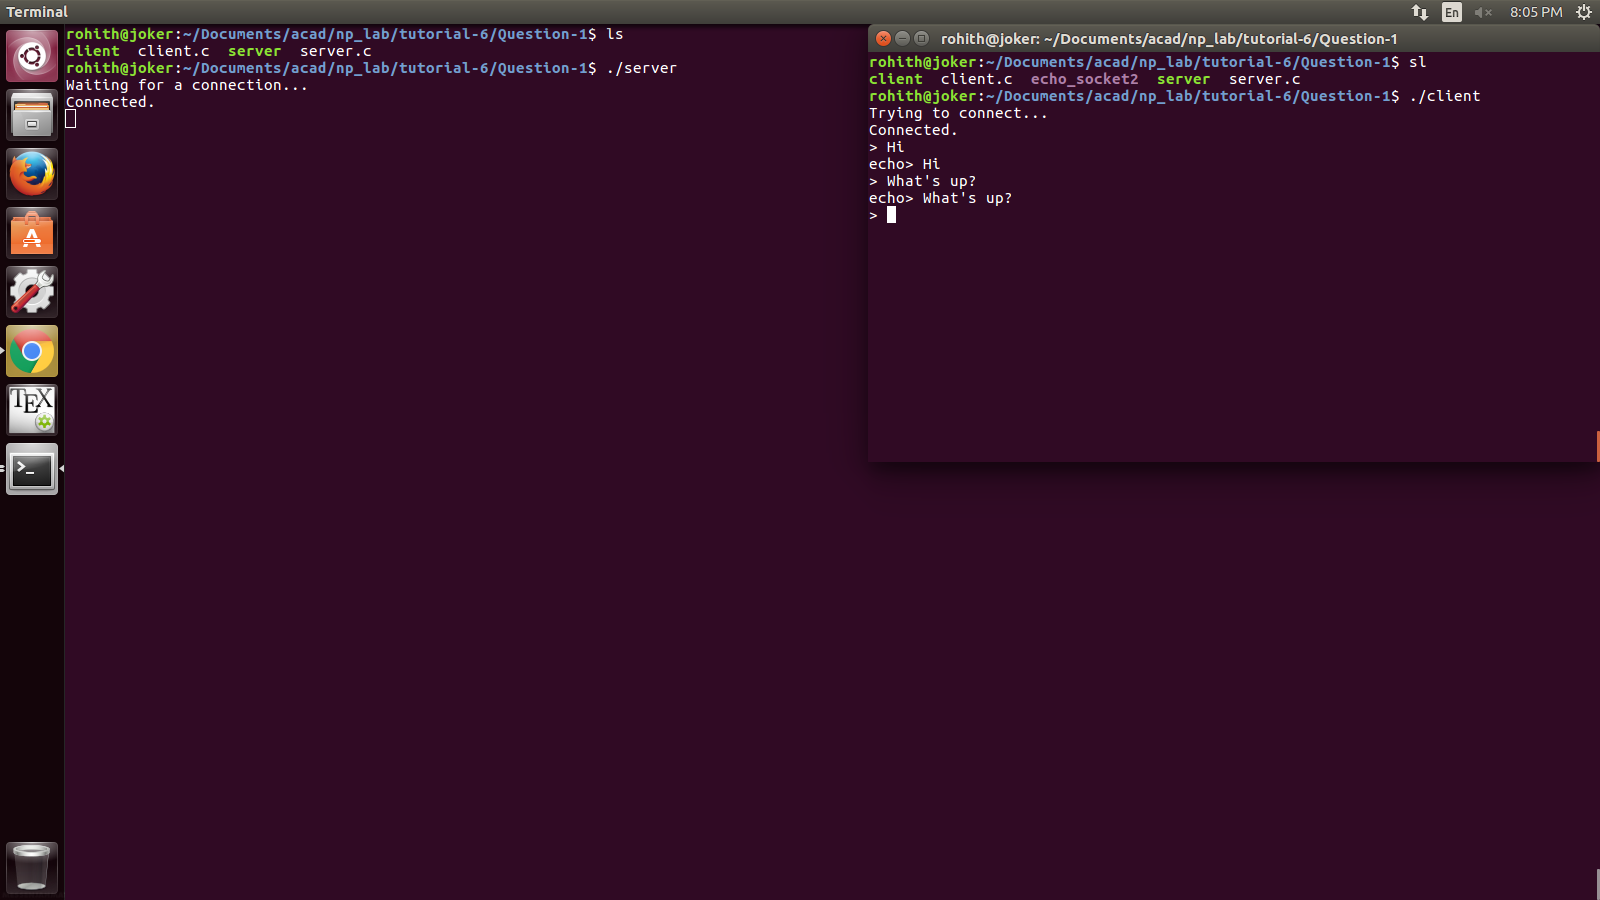 Terminal
En
8:05 PM
rohith@joker:~/Documents/acad/np_lab/tutorial-6/Question-1$ ls
client  client.c  server  server.c
rohith@joker:~/Documents/acad/np_lab/tutorial-6/Question-1$ ./server
Waiting for a connection...
Connected.
rohith@joker: ~/Documents/acad/np_lab/tutorial-6/Question-1
rohith@joker:~/Documents/acad/np_lab/tutorial-6/Question-1$ sl
client  client.c  echo_socket2  server  server.c
rohith@joker:~/Documents/acad/np_lab/tutorial-6/Question-1$ ./client
Trying to connect...
Connected.
> Hi
echo> Hi
> What's up?
echo> What's up?
>
A
TEX
>_